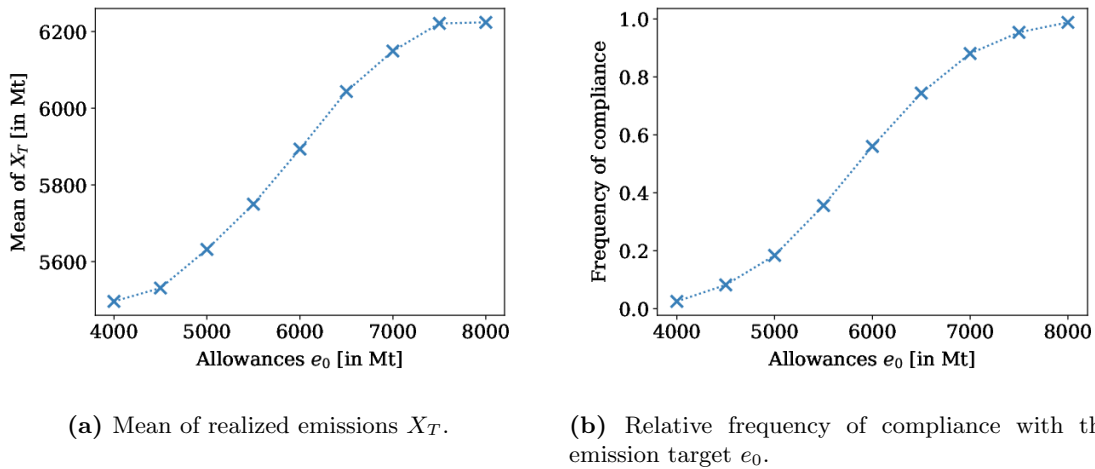 6200
6000
5800
5600
Mean of X_T [in Mt]
4000 5000 6000 7000 8000
Allowances e_0 [in Mt]
1.0
0.8
0.6
0.4
0.2
0.0
Frequency of compliance
4000 5000 6000 7000 8000
Allowances e_0 [in Mt]
(a) Mean of realized emissions X_T.
(b) Relative frequency of compliance with th
emission target e_0.